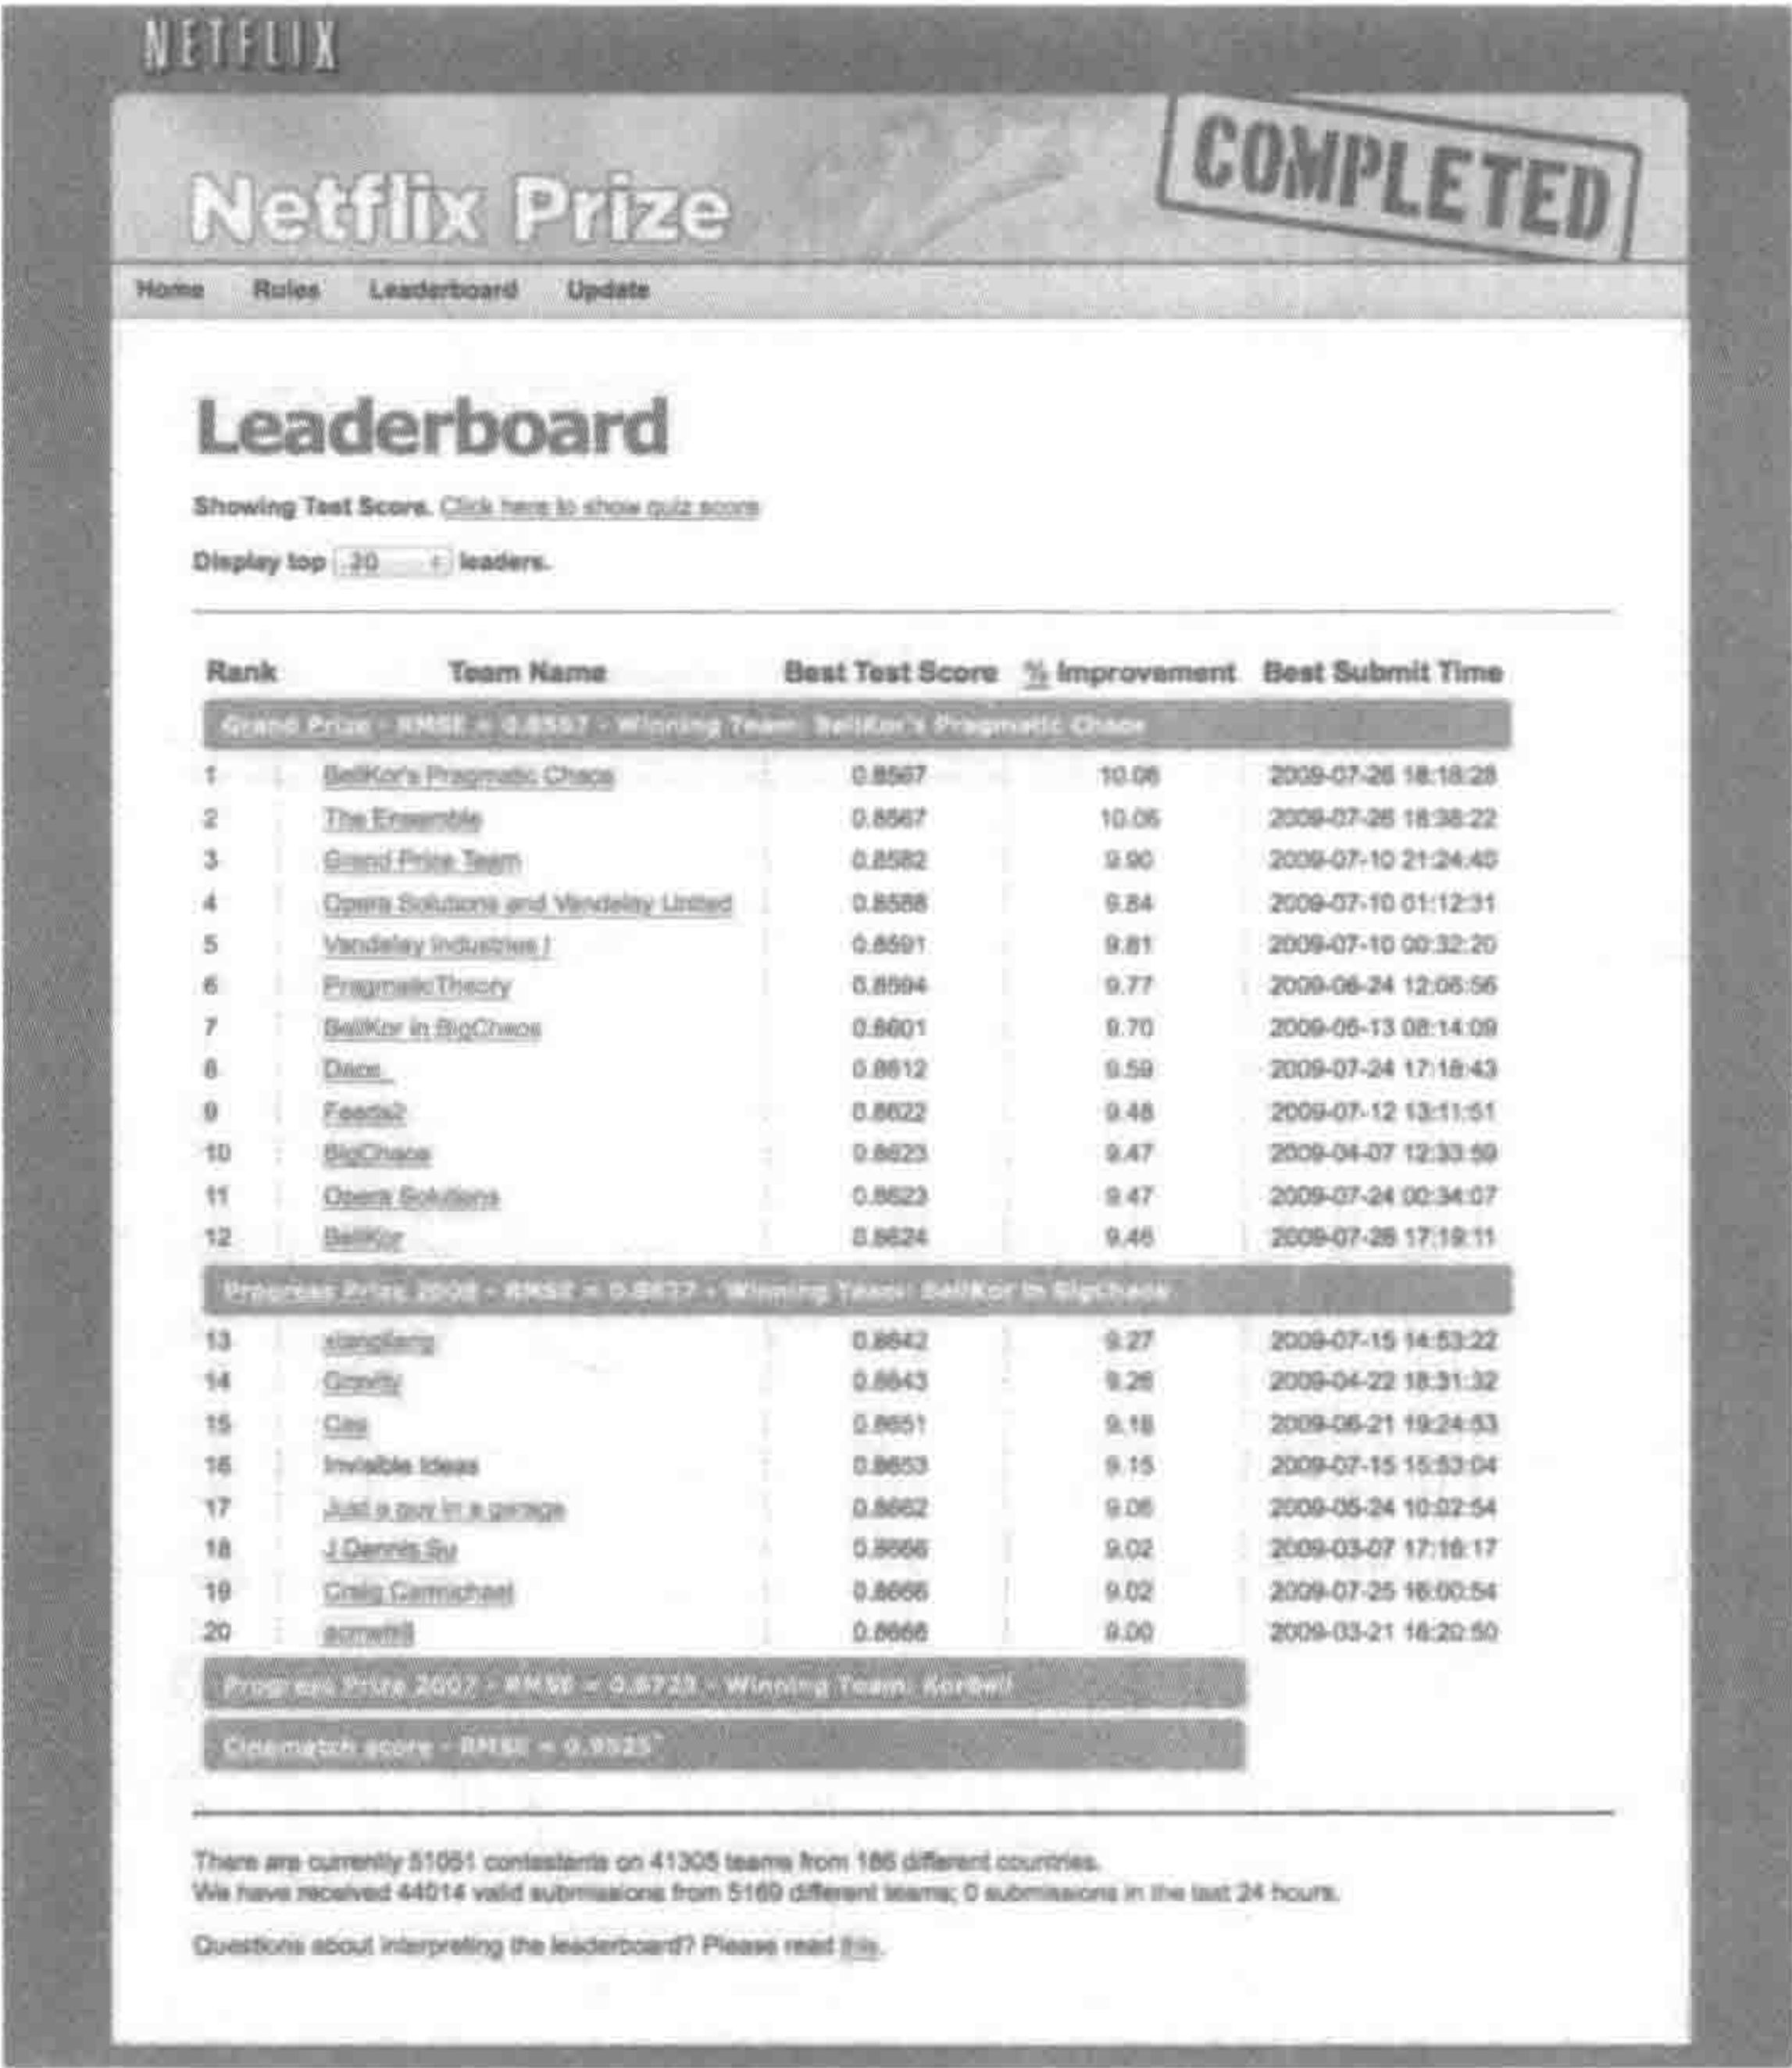 NETFLIX
COMPLETED
Netflix Prize
Home Rules Leaderboard Update
Leaderboard
Showing Test Score. Click here to show quiz score
Display top 20 leaders.
Rank Team Name Best Test Score % Improvement Best Submit Time
Grand Prize - RMSE = 0.8567 - Winning Team: BellKor's Pragmatic Chaos
1 BellKor's Pragmatic Chaos 0.8567 10.06 2009-07-26 18:18:28
2 The Ensemble 0.8567 10.06 2009-07-26 18:38:22
3 Grand Prize Team 0.8582 9.90 2009-07-10 21:24:40
4 Opera Solutions and Vandelay United 0.8588 9.84 2009-07-10 01:12:31
5 Vandelay Industries ! 0.8591 9.81 2009-07-10 00:32:20
6 PragmaticTheory 0.8594 9.77 2009-06-24 12:06:56
7 BellKor in BigChaos 0.8601 9.70 2009-05-13 08:14:09
8 Dace_ 0.8612 9.59 2009-07-24 17:18:43
9 Feeds2 0.8622 9.48 2009-07-12 13:11:51
10 BigChaos 0.8623 9.47 2009-04-07 12:33:59
11 Opera Solutions 0.8623 9.47 2009-07-24 00:34:07
12 BellKor 0.8624 9.46 2009-07-26 17:19:11
Progress Prize 2008 - RMSE = 0.8627 - Winning Team: BellKor in BigChaos
13 xiangliang 0.8642 9.27 2009-07-15 14:53:22
14 Gravity 0.8643 9.26 2009-04-22 18:31:32
15 Ces 0.8651 9.18 2009-06-21 19:24:53
16 Invisible Ideas 0.8653 9.15 2009-07-15 15:53:04
17 Just a guy in a garage 0.8662 9.06 2009-05-24 10:02:54
18 J Dennis Su 0.8666 9.02 2009-03-07 17:16:17
19 Craig Carmichael 0.8666 9.02 2009-07-25 16:00:54
20 acmehill 0.8668 9.00 2009-03-21 16:20:50
Progress Prize 2007 - RMSE = 0.8723 - Winning Team: KorBell
Cinematch score - RMSE = 0.9525
There are currently 51051 contestants on 41305 teams from 186 different countries.
We have received 44014 valid submissions from 5169 different teams; 0 submissions in the last 24 hours.
Questions about interpreting the leaderboard? Please read this.